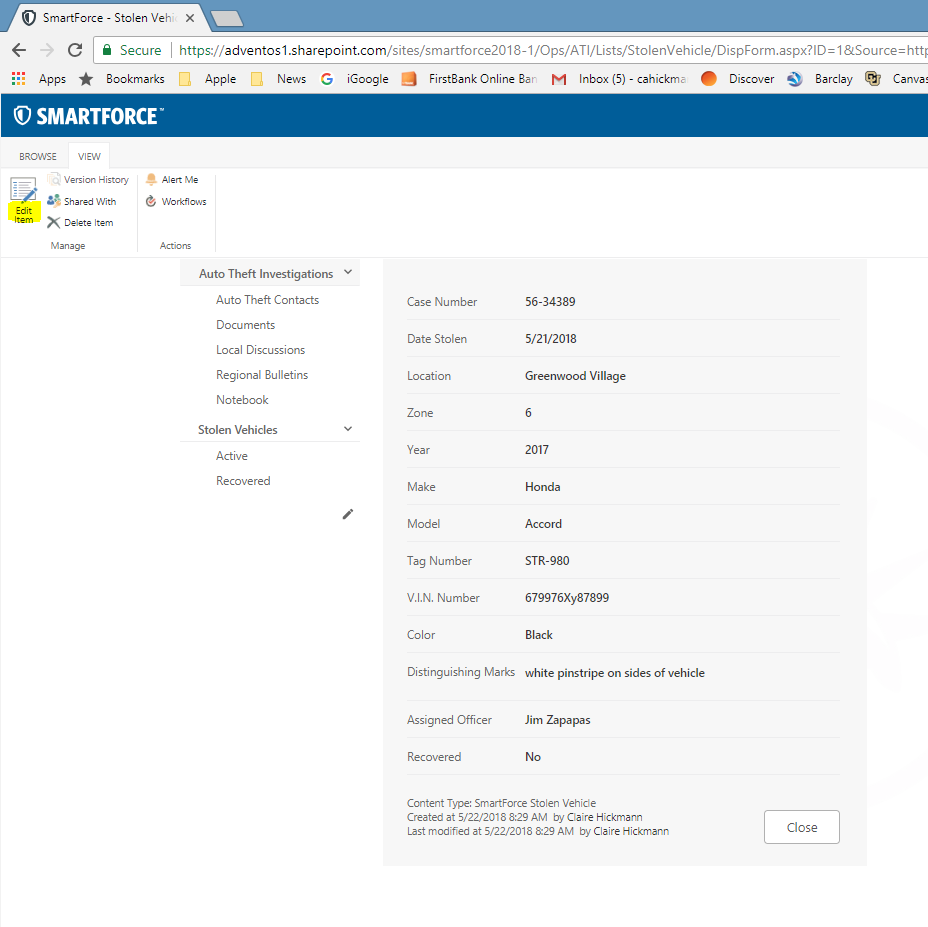 SmartForce - Stolen Vehic
Secure https://adventos1.sharepoint.com/sites/smartforce2018-1/Ops/ATI/Lists/StolenVehicle/DispForm.aspx?ID=1&Source=http
Apps Bookmarks Apple News iGoogle FirstBank Online Ban Inbox (5) - cahickma Discover Barclay Canvas
SMARTFORCE™
BROWSE VIEW
Edit Item
Version History
Shared With
Delete Item
Manage
Alert Me
Workflows
Actions
Auto Theft Investigations
Auto Theft Contacts
Documents
Local Discussions
Regional Bulletins
Notebook
Stolen Vehicles
Active
Recovered
Case Number 56-34389
Date Stolen 5/21/2018
Location Greenwood Village
Zone 6
Year 2017
Make Honda
Model Accord
Tag Number STR-980
V.I.N. Number 679976Xy87899
Color Black
Distinguishing Marks white pinstripe on sides of vehicle
Assigned Officer Jim Zapapas
Recovered No
Content Type: SmartForce Stolen Vehicle
Created at 5/22/2018 8:29 AM by Claire Hickmann
Last modified at 5/22/2018 8:29 AM by Claire Hickmann
Close